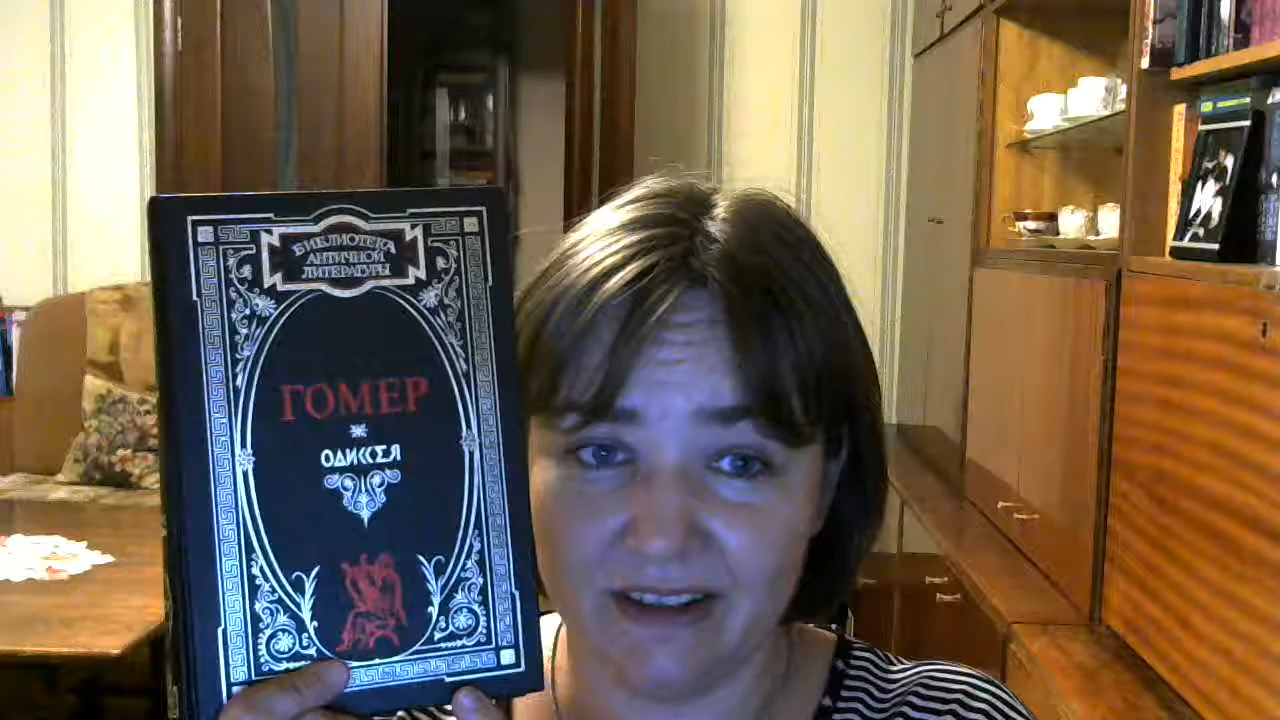 БИБЛИОТЕКА
АНТИЧНОЙ
ЛИТЕРАТУРЫ
ГОМЕР
ОДИССЕЯ